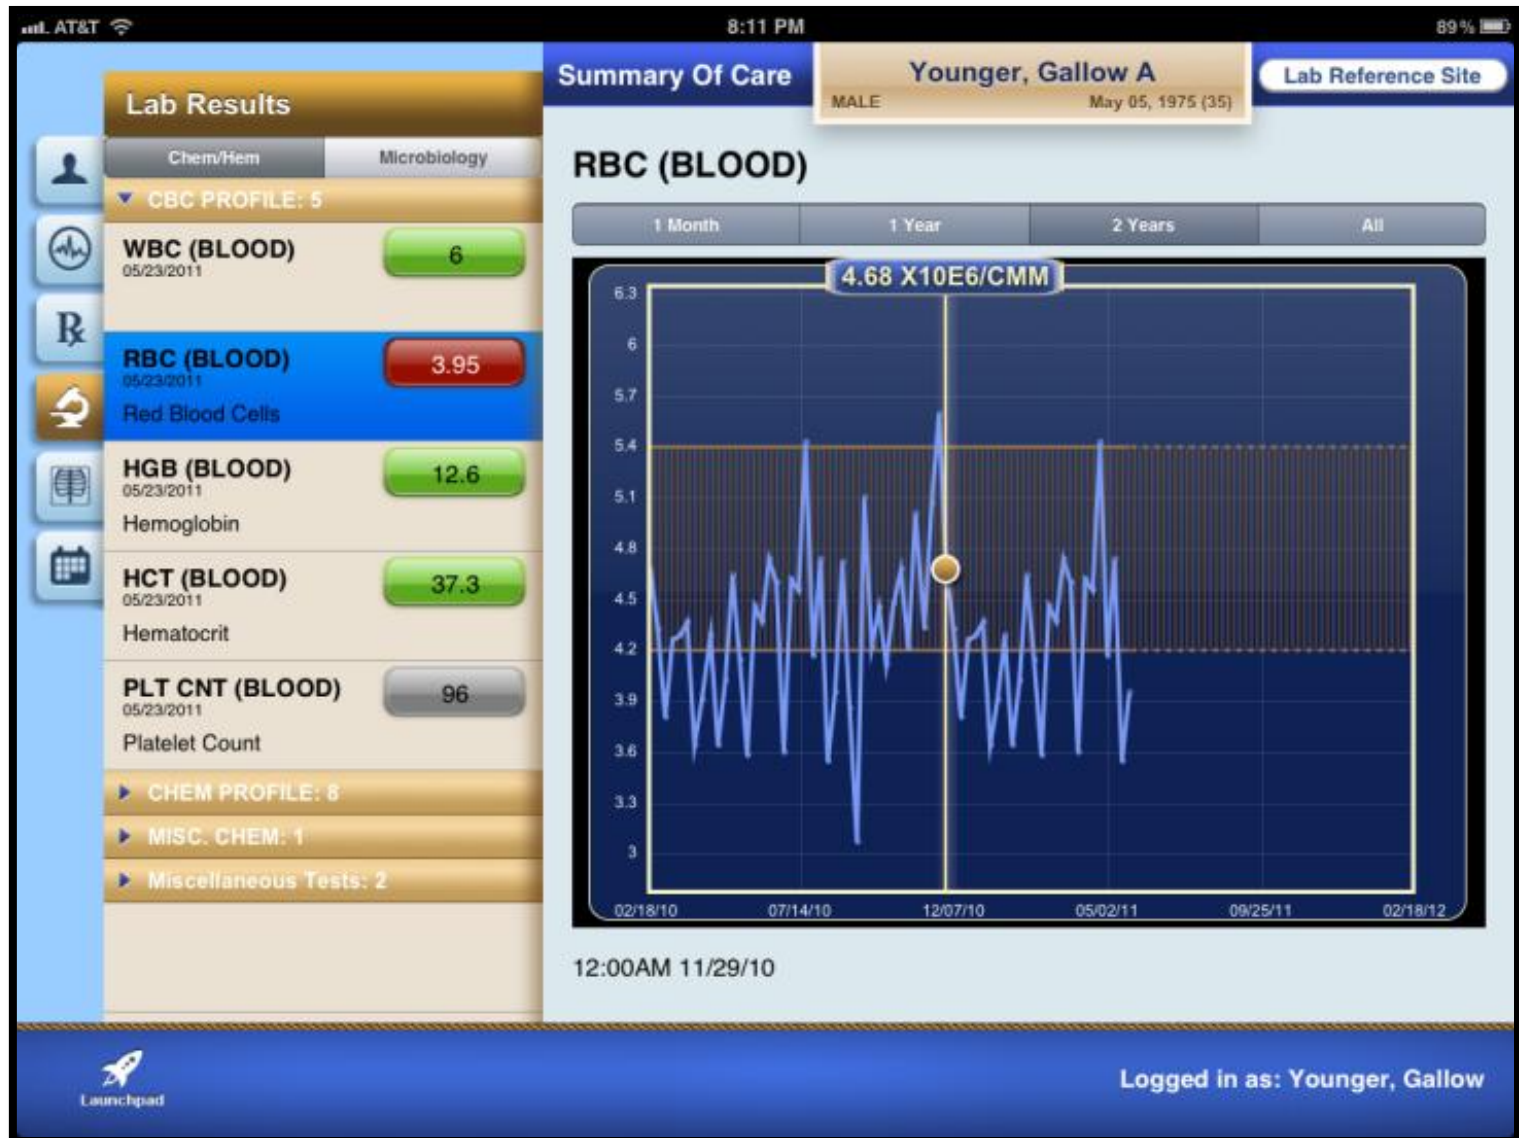 AT&T
8:11 PM
89%
Lab Results
Summary Of Care
Younger, Gallow A
MALE
May 05, 1975 (35)
Lab Reference Site
Chem/Hem
Microbiology
CBC PROFILE: 5
WBC (BLOOD)
05/23/2011
6
RBC (BLOOD)
05/23/2011
3.95
Red Blood Cells
HGB (BLOOD)
05/23/2011
12.6
Hemoglobin
HCT (BLOOD)
05/23/2011
37.3
Hematocrit
PLT CNT (BLOOD)
05/23/2011
96
Platelet Count
CHEM PROFILE: 8
MISC. CHEM: 1
Miscellaneous Tests: 2
RBC (BLOOD)
1 Month
1 Year
2 Years
All
4.68 X10E6/CMM
6.3
6
5.7
5.4
5.1
4.8
4.5
4.2
3.9
3.6
3.3
3
02/18/10
07/14/10
12/07/10
05/02/11
09/25/11
02/18/12
12:00AM 11/29/10
Rx
Launchpad
Logged in as: Younger, Gallow